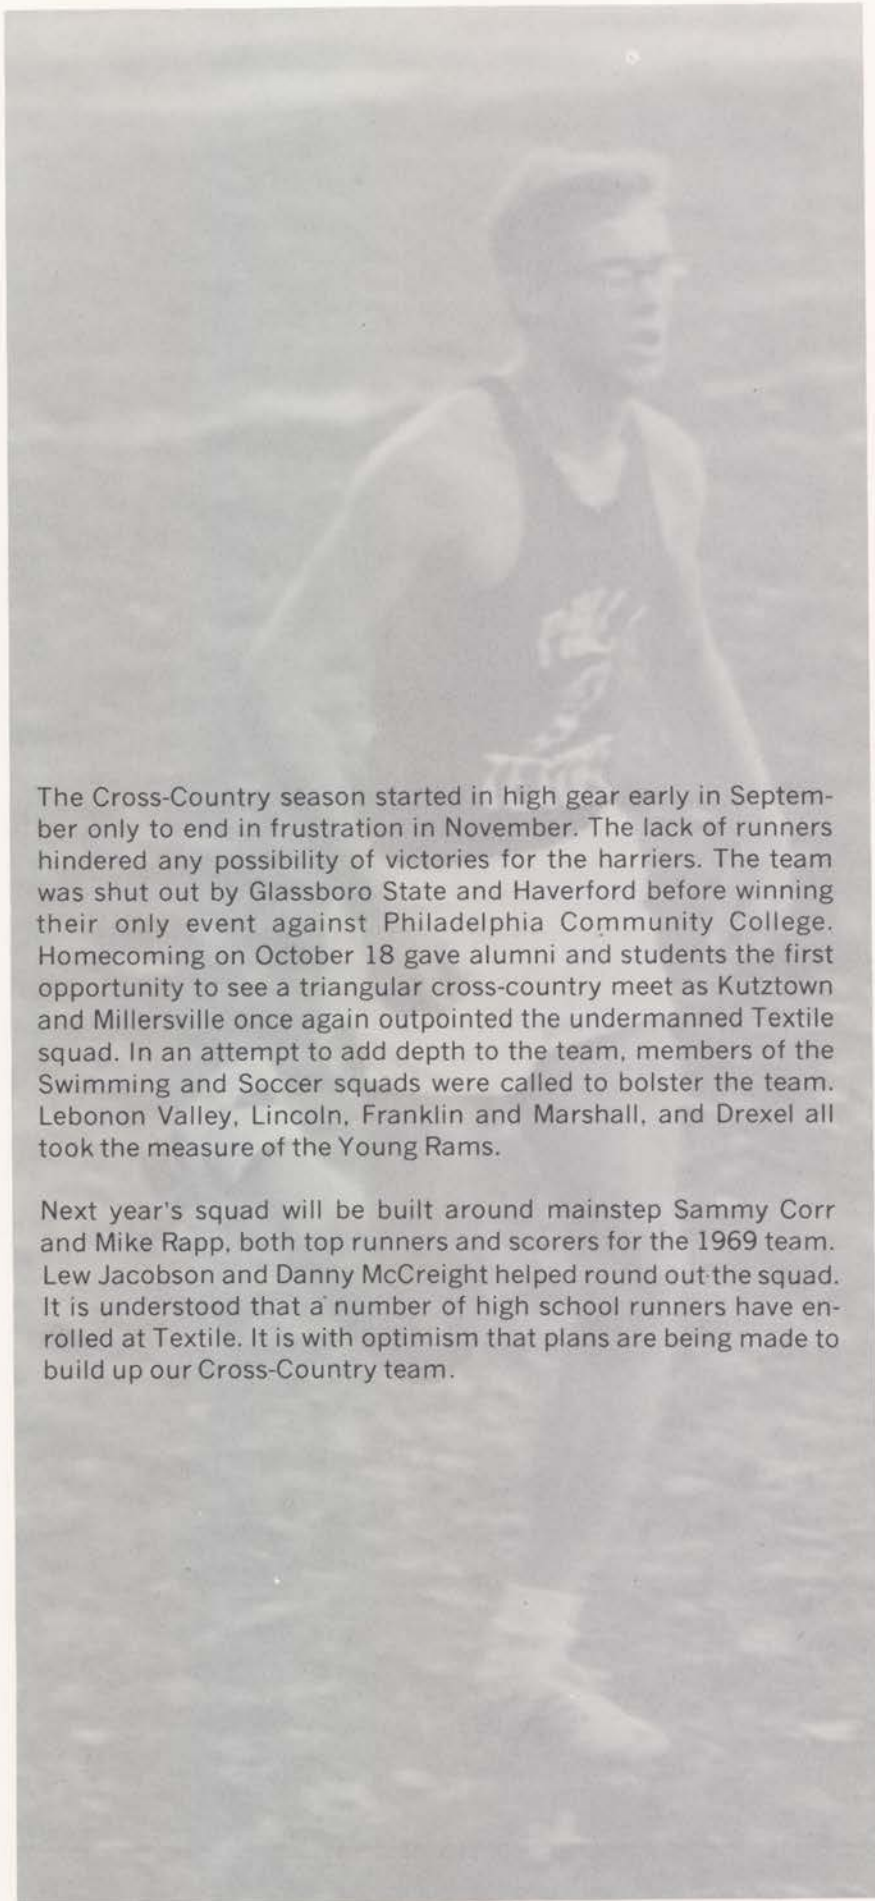 The Cross-Country season started in high gear early in Septem-
ber only to end in frustration in November. The lack of runners
hindered any possibility of victories for the harriers. The team
was shut out by Glassboro State and Haverford before winning
their only event against Philadelphia Community College.
Homecoming on October 18 gave alumni and students the first
opportunity to see a triangular cross-country meet as Kutztown
and Millersville once again outpointed the undermanned Textile
squad. In an attempt to add depth to the team, members of the
Swimming and Soccer squads were called to bolster the team.
Lebonon Valley, Lincoln, Franklin and Marshall, and Drexel all
took the measure of the Young Rams.
Next year's squad will be built around mainstep Sammy Corr
and Mike Rapp, both top runners and scorers for the 1969 team.
Lew Jacobson and Danny McCreight helped round out the squad.
It is understood that a number of high school runners have en-
rolled at Textile. It is with optimism that plans are being made to
build up our Cross-Country team.